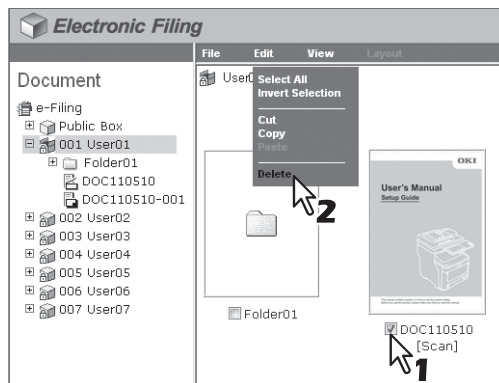 Electronic Filing
File Edit View Layout
Document
e-Filing
Public Box
001 User01
Folder01
DOC110510
DOC110510-001
002 User02
003 User03
004 User04
005 User05
006 User06
007 User07
Select All
Invert Selection
Cut
Copy
Paste
Delete
2
Folder01
OKI
User's Manual
Setup Guide
DOC110510
[Scan]
1